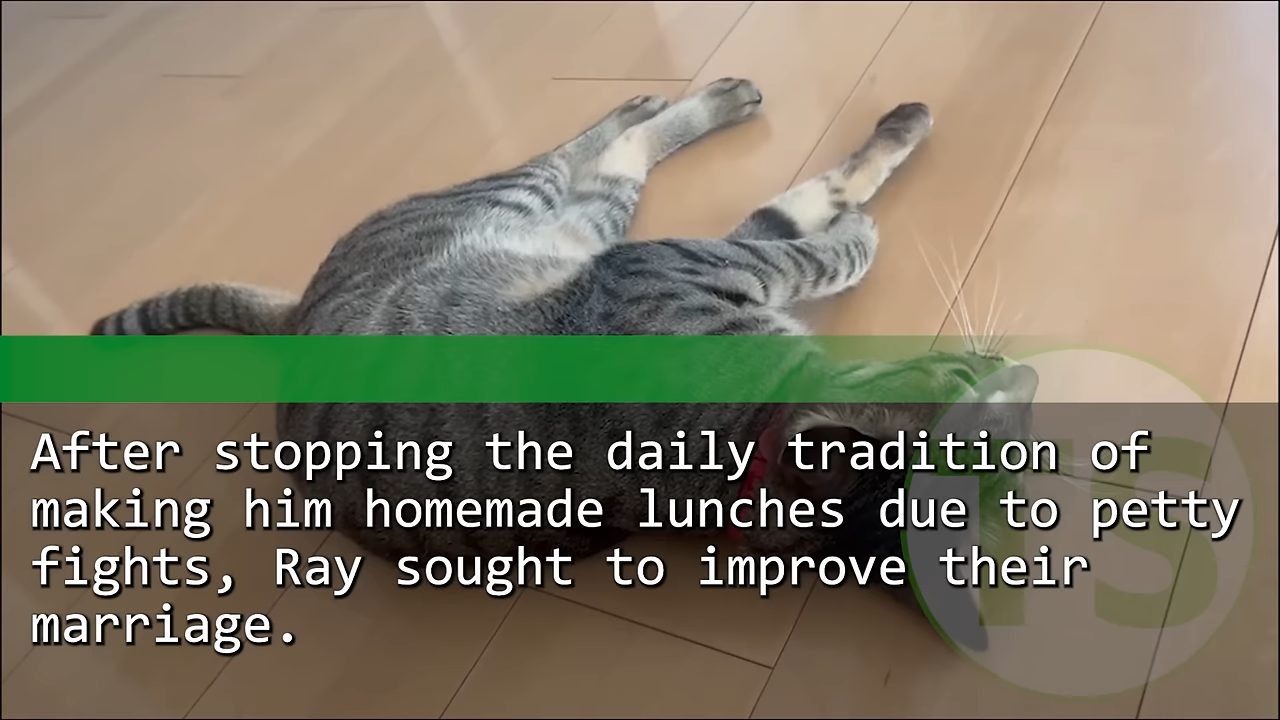 After stopping the daily tradition of
making him homemade lunches due to petty
fights, Ray sought to improve their
marriage.
TS